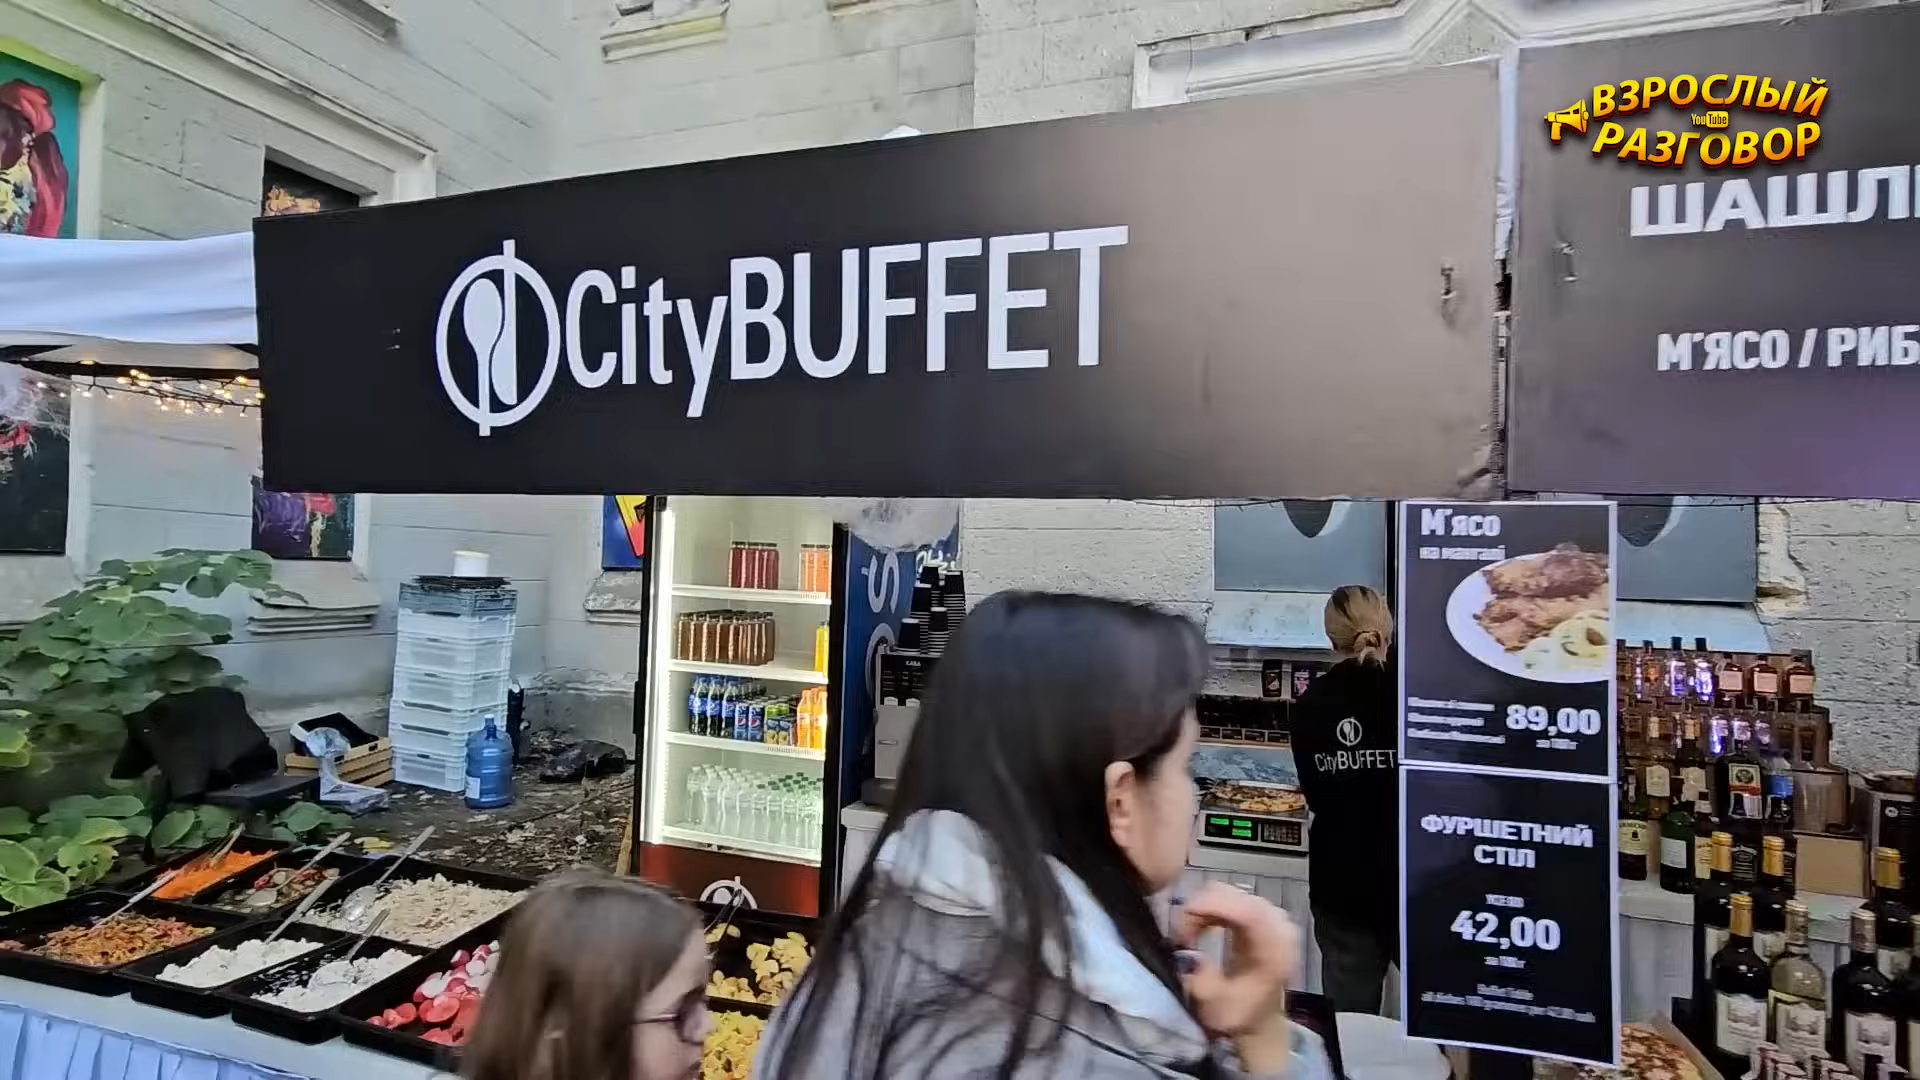 ВЗРОСЛЫЙ
YouTube
РАЗГОВОР
CityBUFFET
ШАШЛ
М'ЯСО / РИБ
М'ясо
на мангалі
89,00
CityBUFFET
ФУРШЕТНИЙ
СТІЛ
42,00